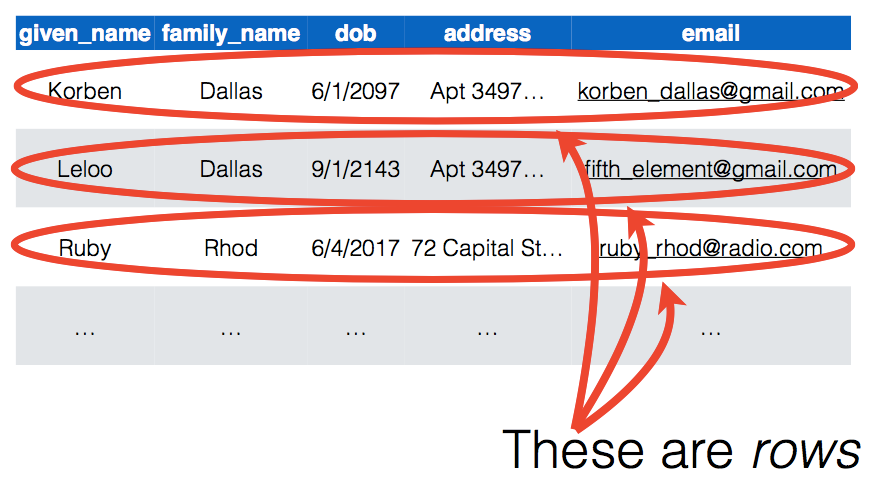 given_name family_name dob address email
Korben Dallas 6/1/2097 Apt 3497… korben_dallas@gmail.com
Leloo Dallas 9/1/2143 Apt 3497… fifth_element@gmail.com
Ruby Rhod 6/4/2017 72 Capital St… ruby_rhod@radio.com
… … … … …
These are rows